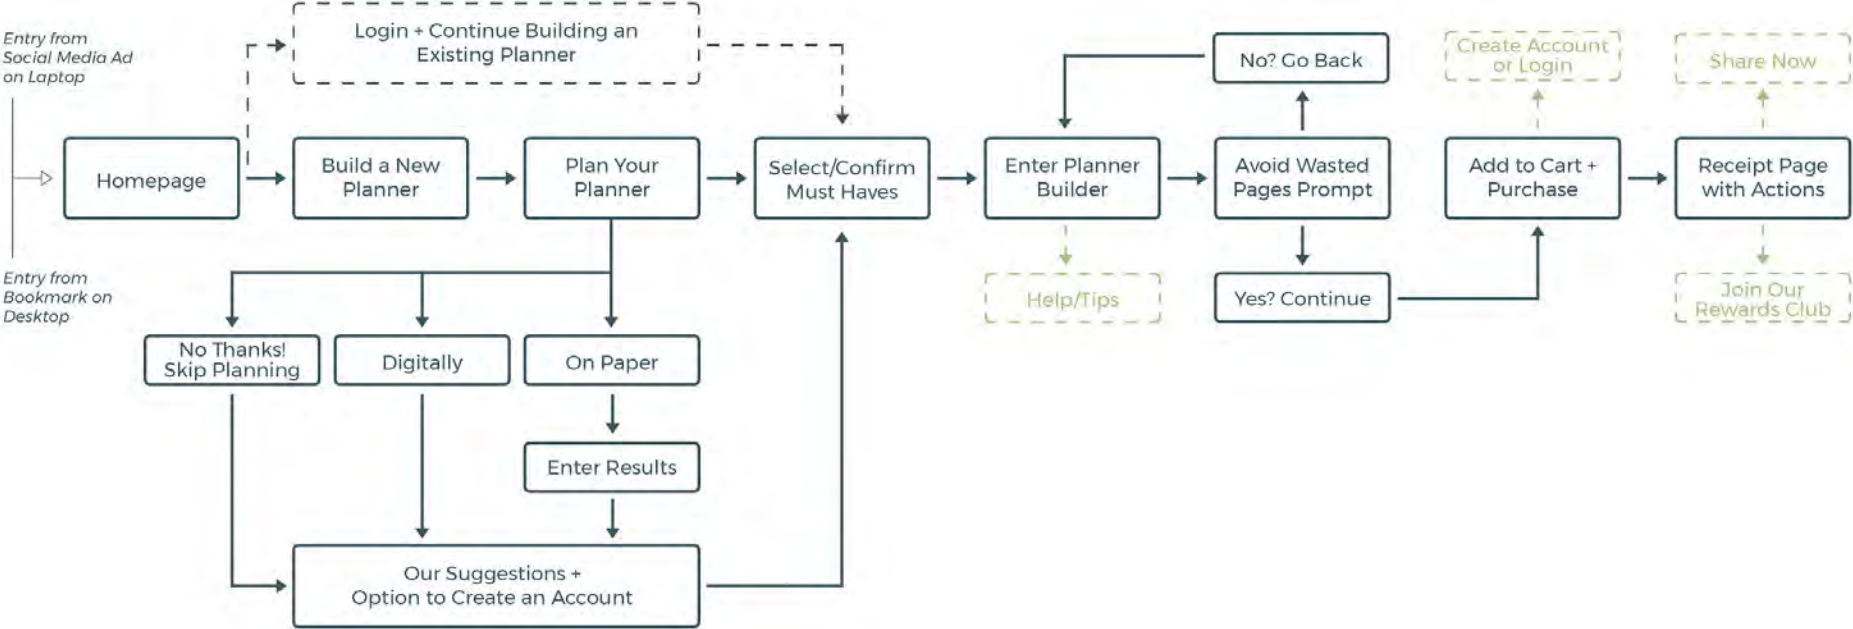 Entry from
Social Media Ad
on Laptop
Login + Continue Building an
Existing Planner
No? Go Back
Create Account
or Login
Share Now
Homepage
Build a New
Planner
Plan Your
Planner
Select/Confirm
Must Haves
Enter Planner
Builder
Avoid Wasted
Pages Prompt
Add to Cart +
Purchase
Receipt Page
with Actions
Entry from
Bookmark on
Desktop
Help/Tips
Yes? Continue
Join Our
Rewards Club
No Thanks!
Skip Planning
Digitally
On Paper
Enter Results
Our Suggestions +
Option to Create an Account